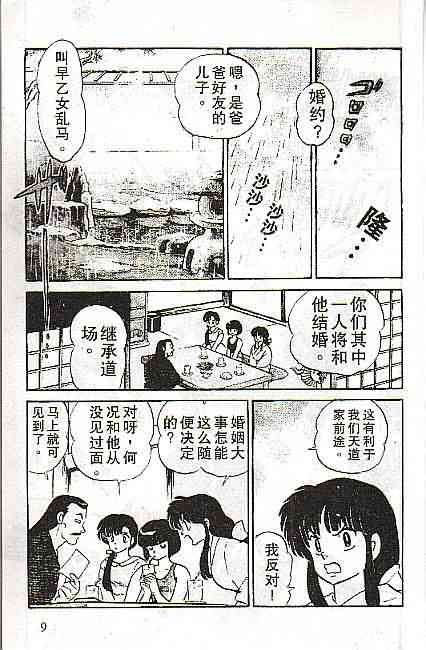 ゴロロロ…
隆…
婚约？
沙沙…
沙沙…
嗯，是爸
爸好友的
儿子。
叫早乙女乱马。
你们其中
一人将和
他结婚。
继承道
场。
这有利于
我们天道
家前途。
我反对！
婚姻大
事怎能
这么随
便决定
的？
对呀，何
况和他从
没见过面。
马上就可
见到了。
9